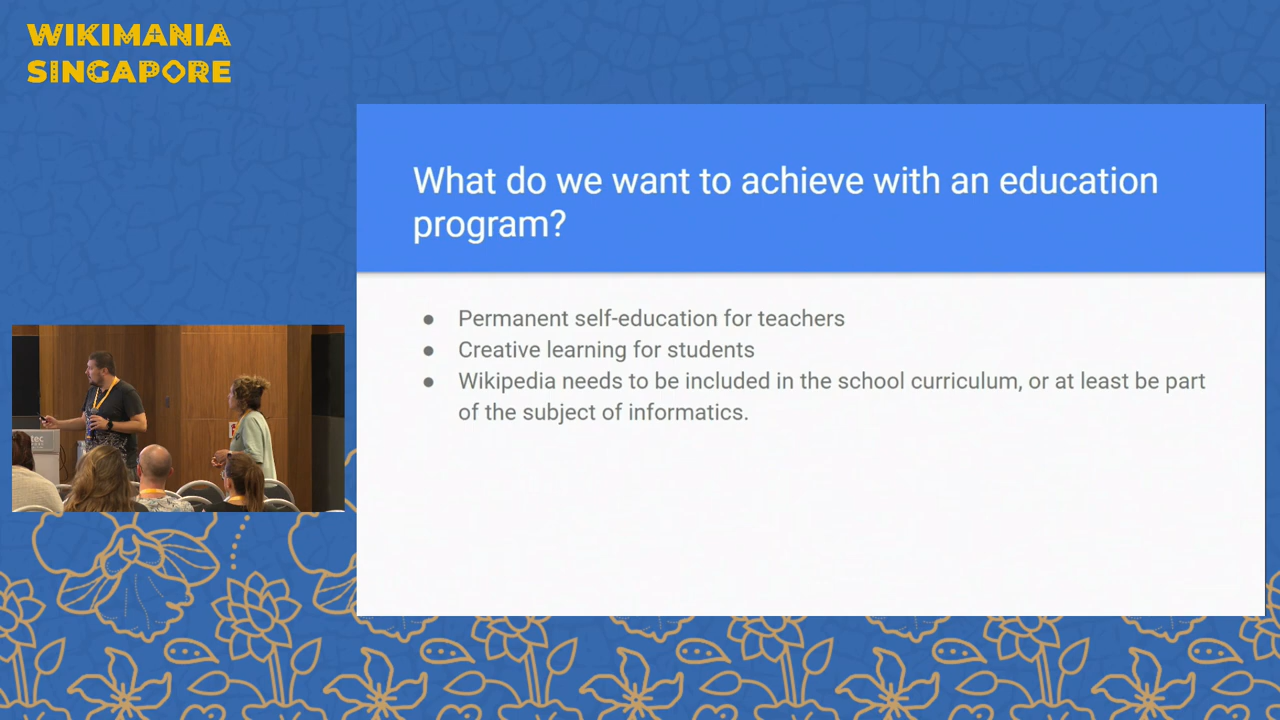 WIKIMANIA
SINGAPORE
What do we want to achieve with an education
program?
● Permanent self-education for teachers
● Creative learning for students
● Wikipedia needs to be included in the school curriculum, or at least be part
of the subject of informatics.